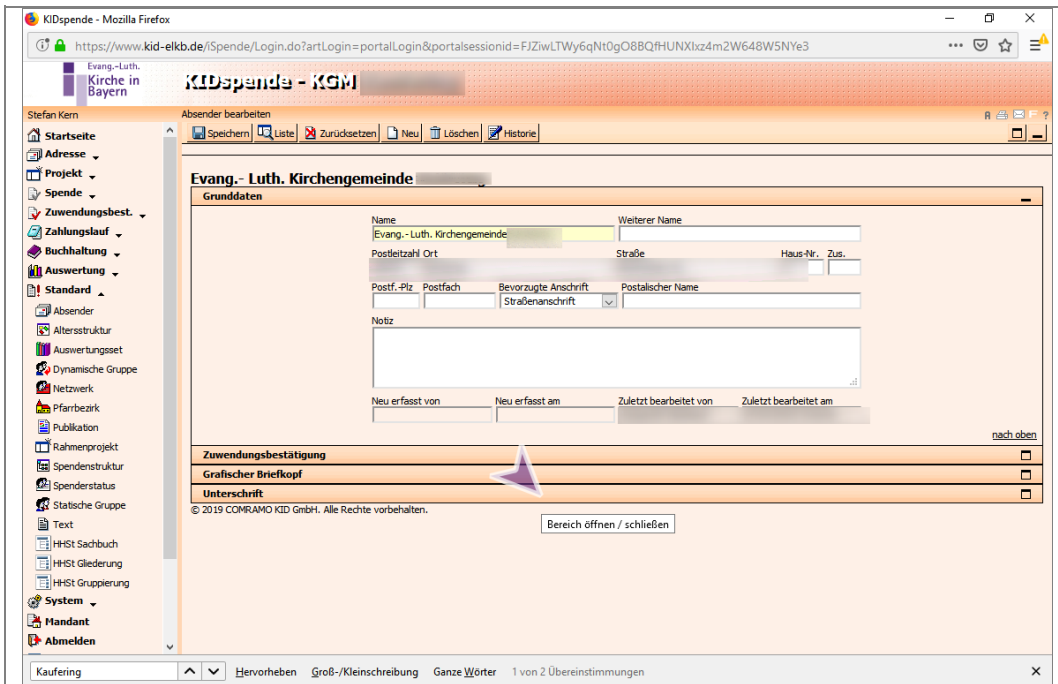 KIDspende - Mozilla Firefox
https://www.kid-elkb.de/iSpende/Login.do?artLogin=portalLogin&portalsessionid=FJZiwLTWy6qNt0gO8BQfHUNXIxz4m2W648W5NYe3
Evang.-Luth.
Kirche in
Bayern
KIDspende - KGM
Stefan Kern
Absender bearbeiten
R F ?
Speichern Liste Zurücksetzen Neu Löschen Historie
Startseite
Adresse
Projekt
Spende
Zuwendungsbest.
Zahlungslauf
Buchhaltung
Auswertung
Standard
Absender
Altersstruktur
Auswertungsset
Dynamische Gruppe
Netzwerk
Pfarrbezirk
Publikation
Rahmenprojekt
Spendenstruktur
Spenderstatus
Statische Gruppe
Text
HHSt Sachbuch
HHSt Gliederung
HHSt Gruppierung
System
Mandant
Abmelden
Evang.- Luth. Kirchengemeinde
Grunddaten
Name Weiterer Name
Evang.- Luth. Kirchengemeinde
Postleitzahl Ort Straße Haus-Nr. Zus.
Postf.-Plz Postfach Bevorzugte Anschrift Postalischer Name
Straßenanschrift
Notiz
Neu erfasst von Neu erfasst am Zuletzt bearbeitet von Zuletzt bearbeitet am
nach oben
Zuwendungsbestätigung
Grafischer Briefkopf
Unterschrift
© 2019 COMRAMO KID GmbH. Alle Rechte vorbehalten.
Bereich öffnen / schließen
Kaufering Hervorheben Groß-/Kleinschreibung Ganze Wörter 1 von 2 Übereinstimmungen